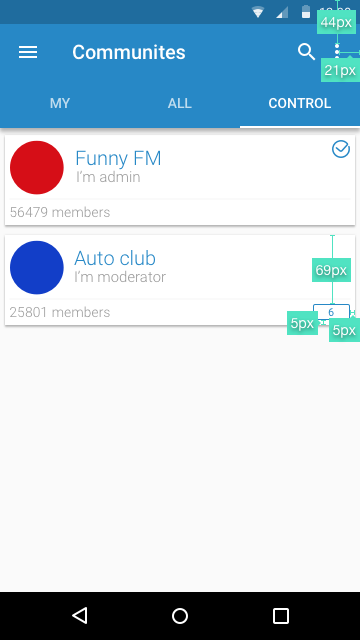 44px
Communites
21px
MY ALL CONTROL
Funny FM
I'm admin
56479 members
Auto club
I'm moderator
69px
25801 members
6
5px
5px